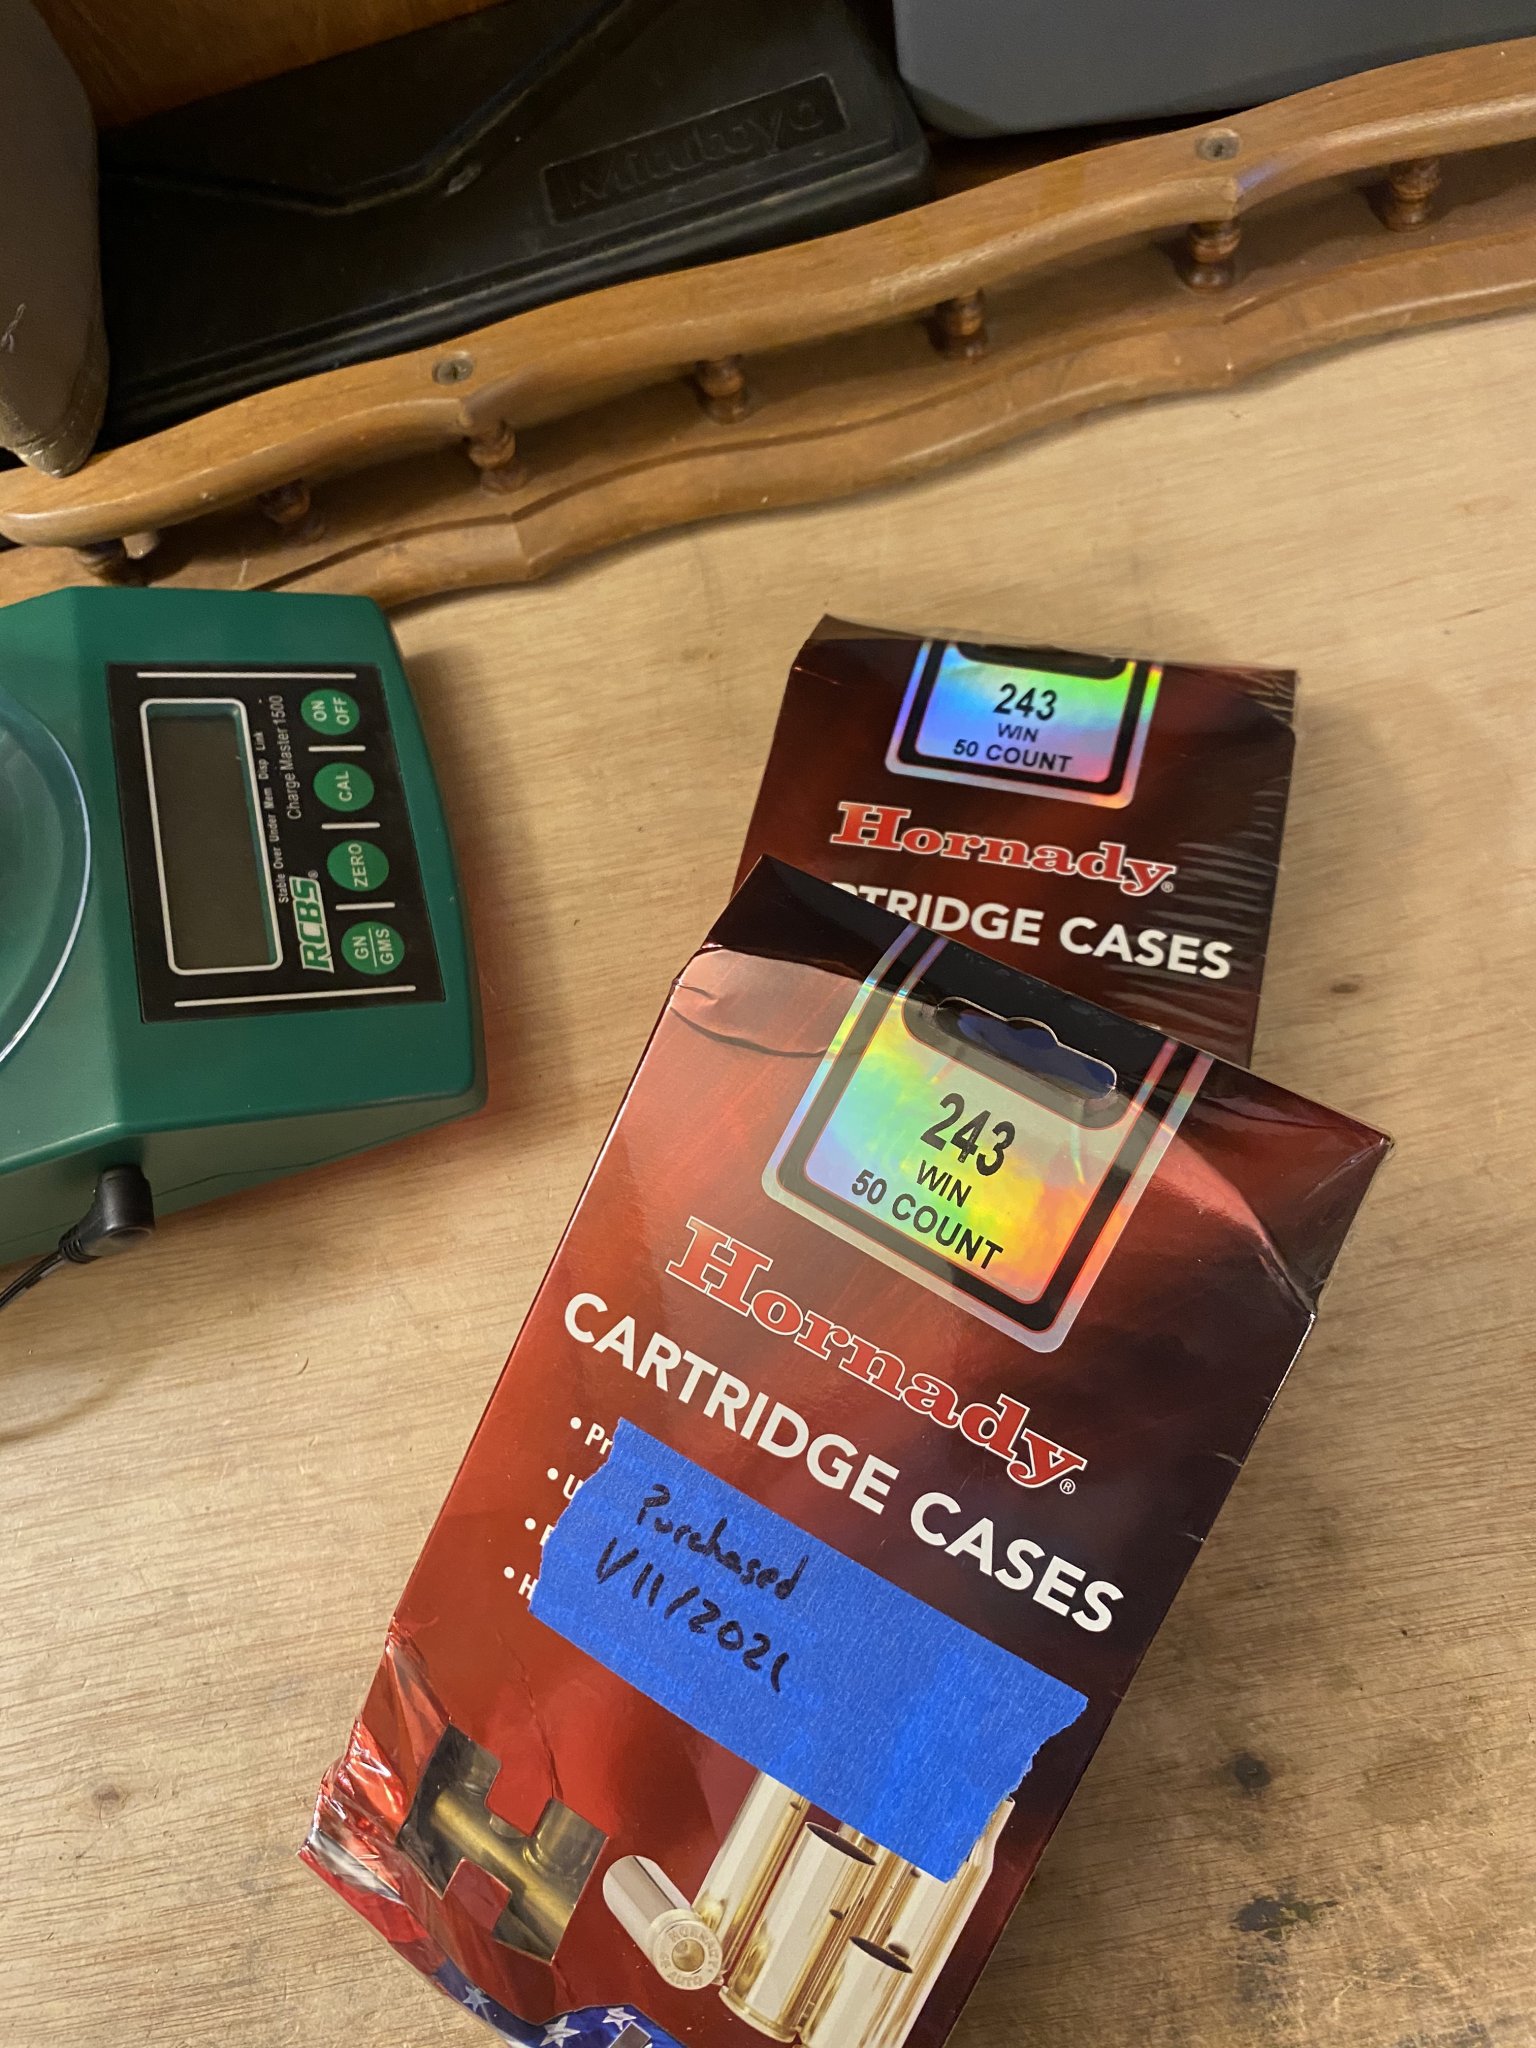 Mitutoyo
Stable Over Under Mem Disp Link
Charge Master 1500
RCBS®
ON
OFF
CAL
ZERO
GN
GMS
243
WIN
50 COUNT
Hornady®
CASES
243
WIN
50 COUNT
Hornady®
CARTRIDGE CASES
Purchased
1/11/2021